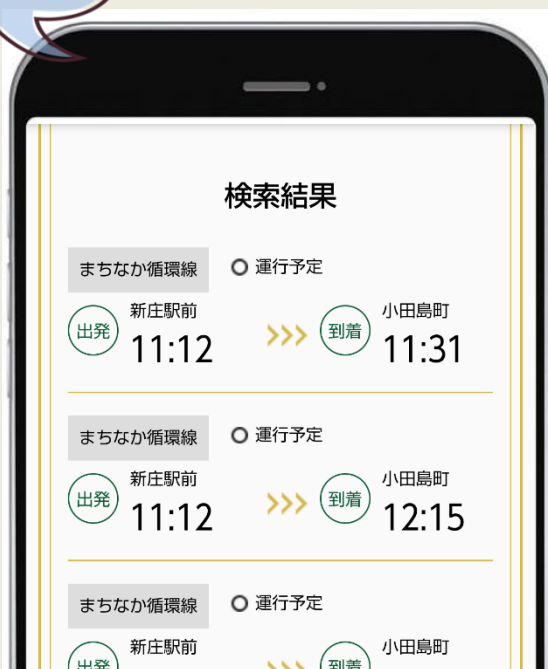 検索結果
まちなか循環線 運行予定
出発 新庄駅前 11:12 >>> 到着 小田島町 11:31
まちなか循環線 運行予定
出発 新庄駅前 11:12 >>> 到着 小田島町 12:15
まちなか循環線 運行予定
出発 新庄駅前 >>> 到着 小田島町